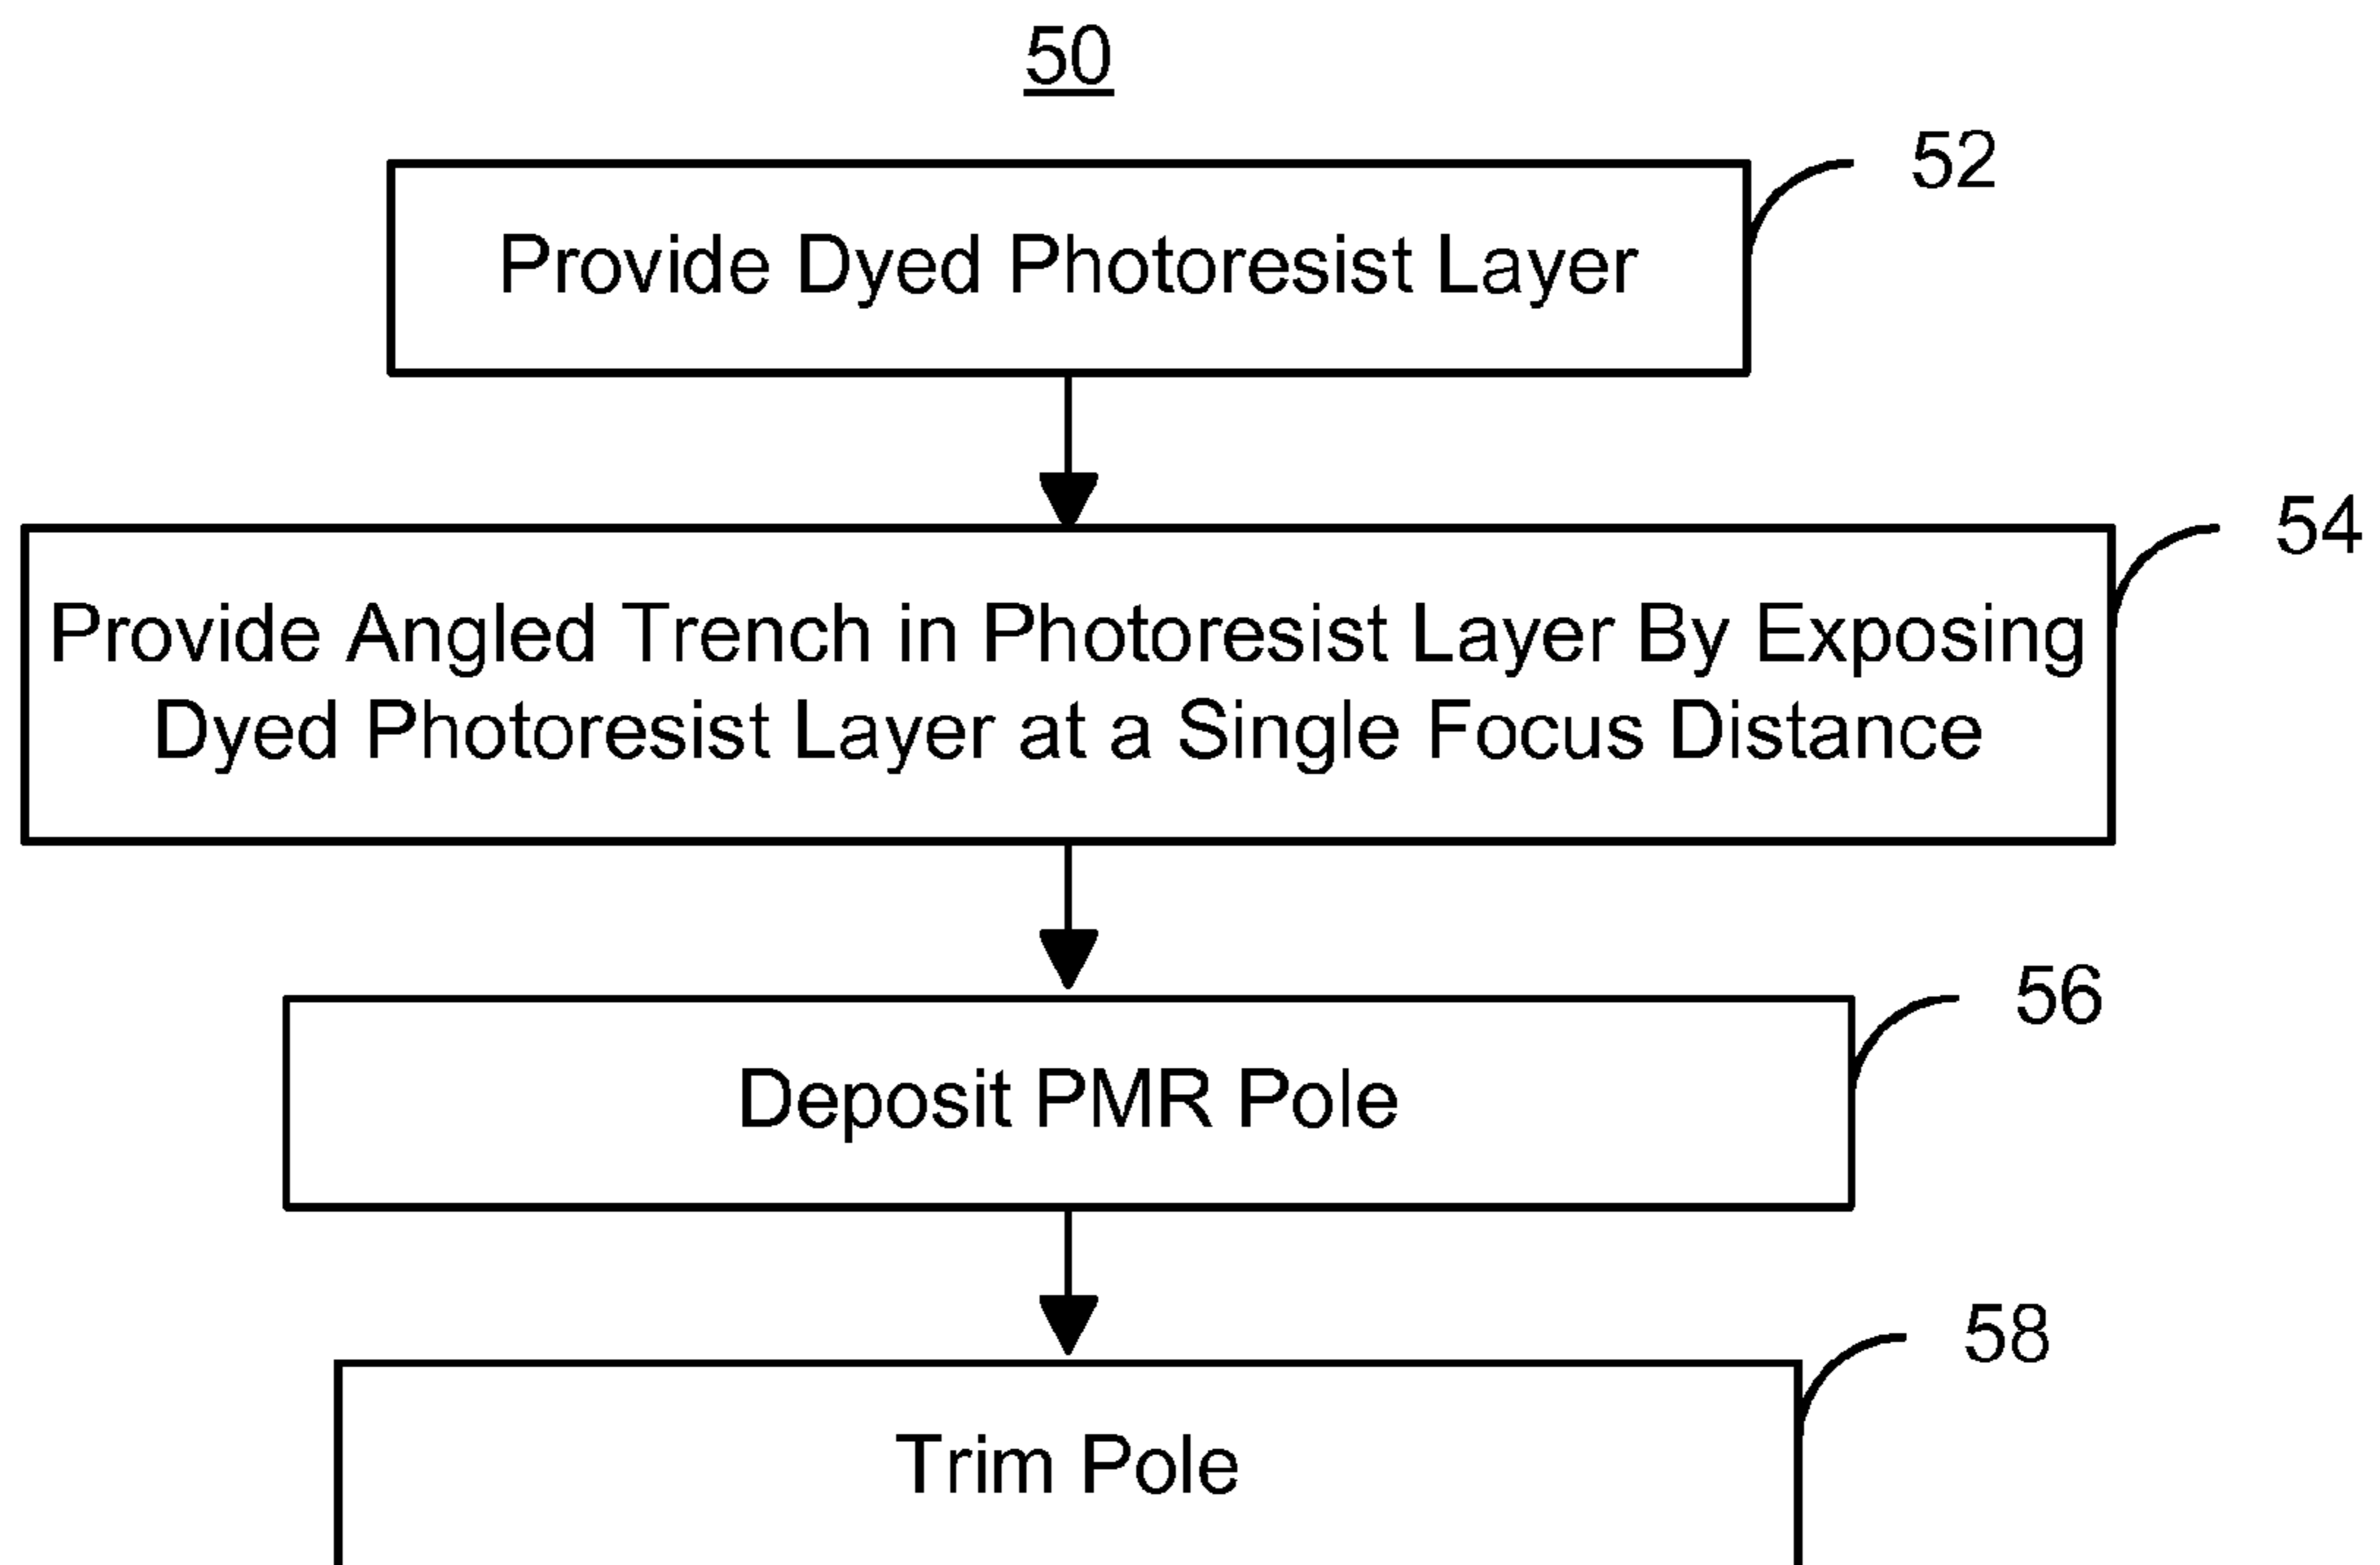 50
52
Provide Dyed Photoresist Layer
54
Provide Angled Trench in Photoresist Layer By Exposing
Dyed Photoresist Layer at a Single Focus Distance
56
Deposit PMR Pole
58
Trim Pole